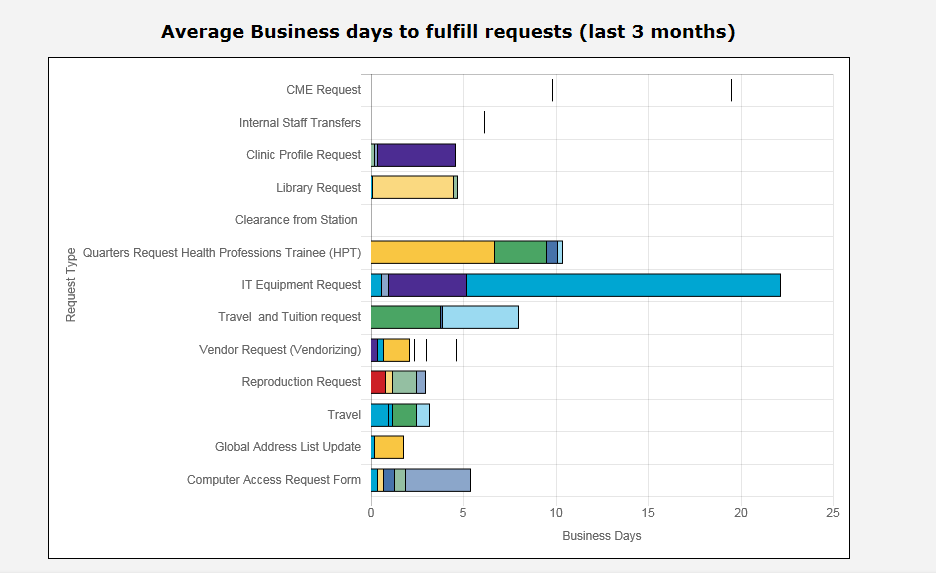 Average Business days to fulfill requests (last 3 months)
CME Request
Internal Staff Transfers
Clinic Profile Request
Library Request
Clearance from Station
Quarters Request Health Professions Trainee (HPT)
IT Equipment Request
Travel  and Tuition request
Vendor Request (Vendorizing)
Reproduction Request
Travel
Global Address List Update
Computer Access Request Form
Request Type
0 5 10 15 20 25
Business Days